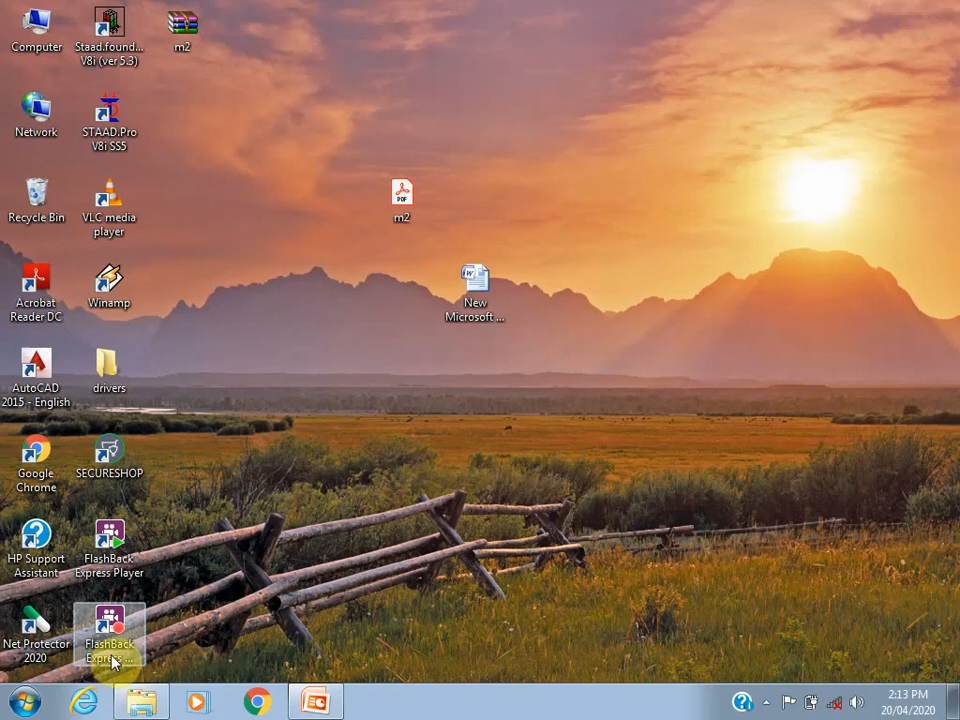 Computer
Staad.found...
V8i (ver 5.3)
m2
Network
STAAD.Pro
V8i SS5
Recycle Bin
VLC media
player
PDF
m2
Acrobat
Reader DC
Winamp
W
New
Microsoft ...
AutoCAD
2015 - English
drivers
Google
Chrome
SECURESHOP
HP Support
Assistant
FlashBack
Express Player
Net Protector
2020
FlashBack
Express ...
2:13 PM
20/04/2020